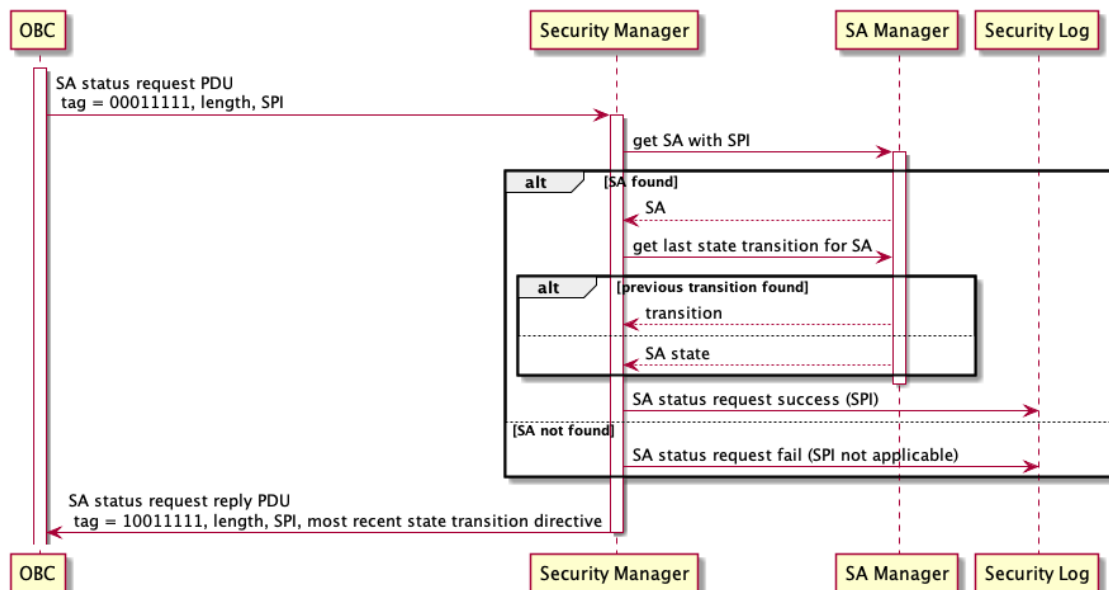 OBC
Security Manager
SA Manager
Security Log
SA status request PDU
tag = 00011111, length, SPI
get SA with SPI
alt
[SA found]
SA
get last state transition for SA
alt
[previous transition found]
transition
SA state
SA status request success (SPI)
[SA not found]
SA status request fail (SPI not applicable)
SA status request reply PDU
tag = 10011111, length, SPI, most recent state transition directive
OBC
Security Manager
SA Manager
Security Log